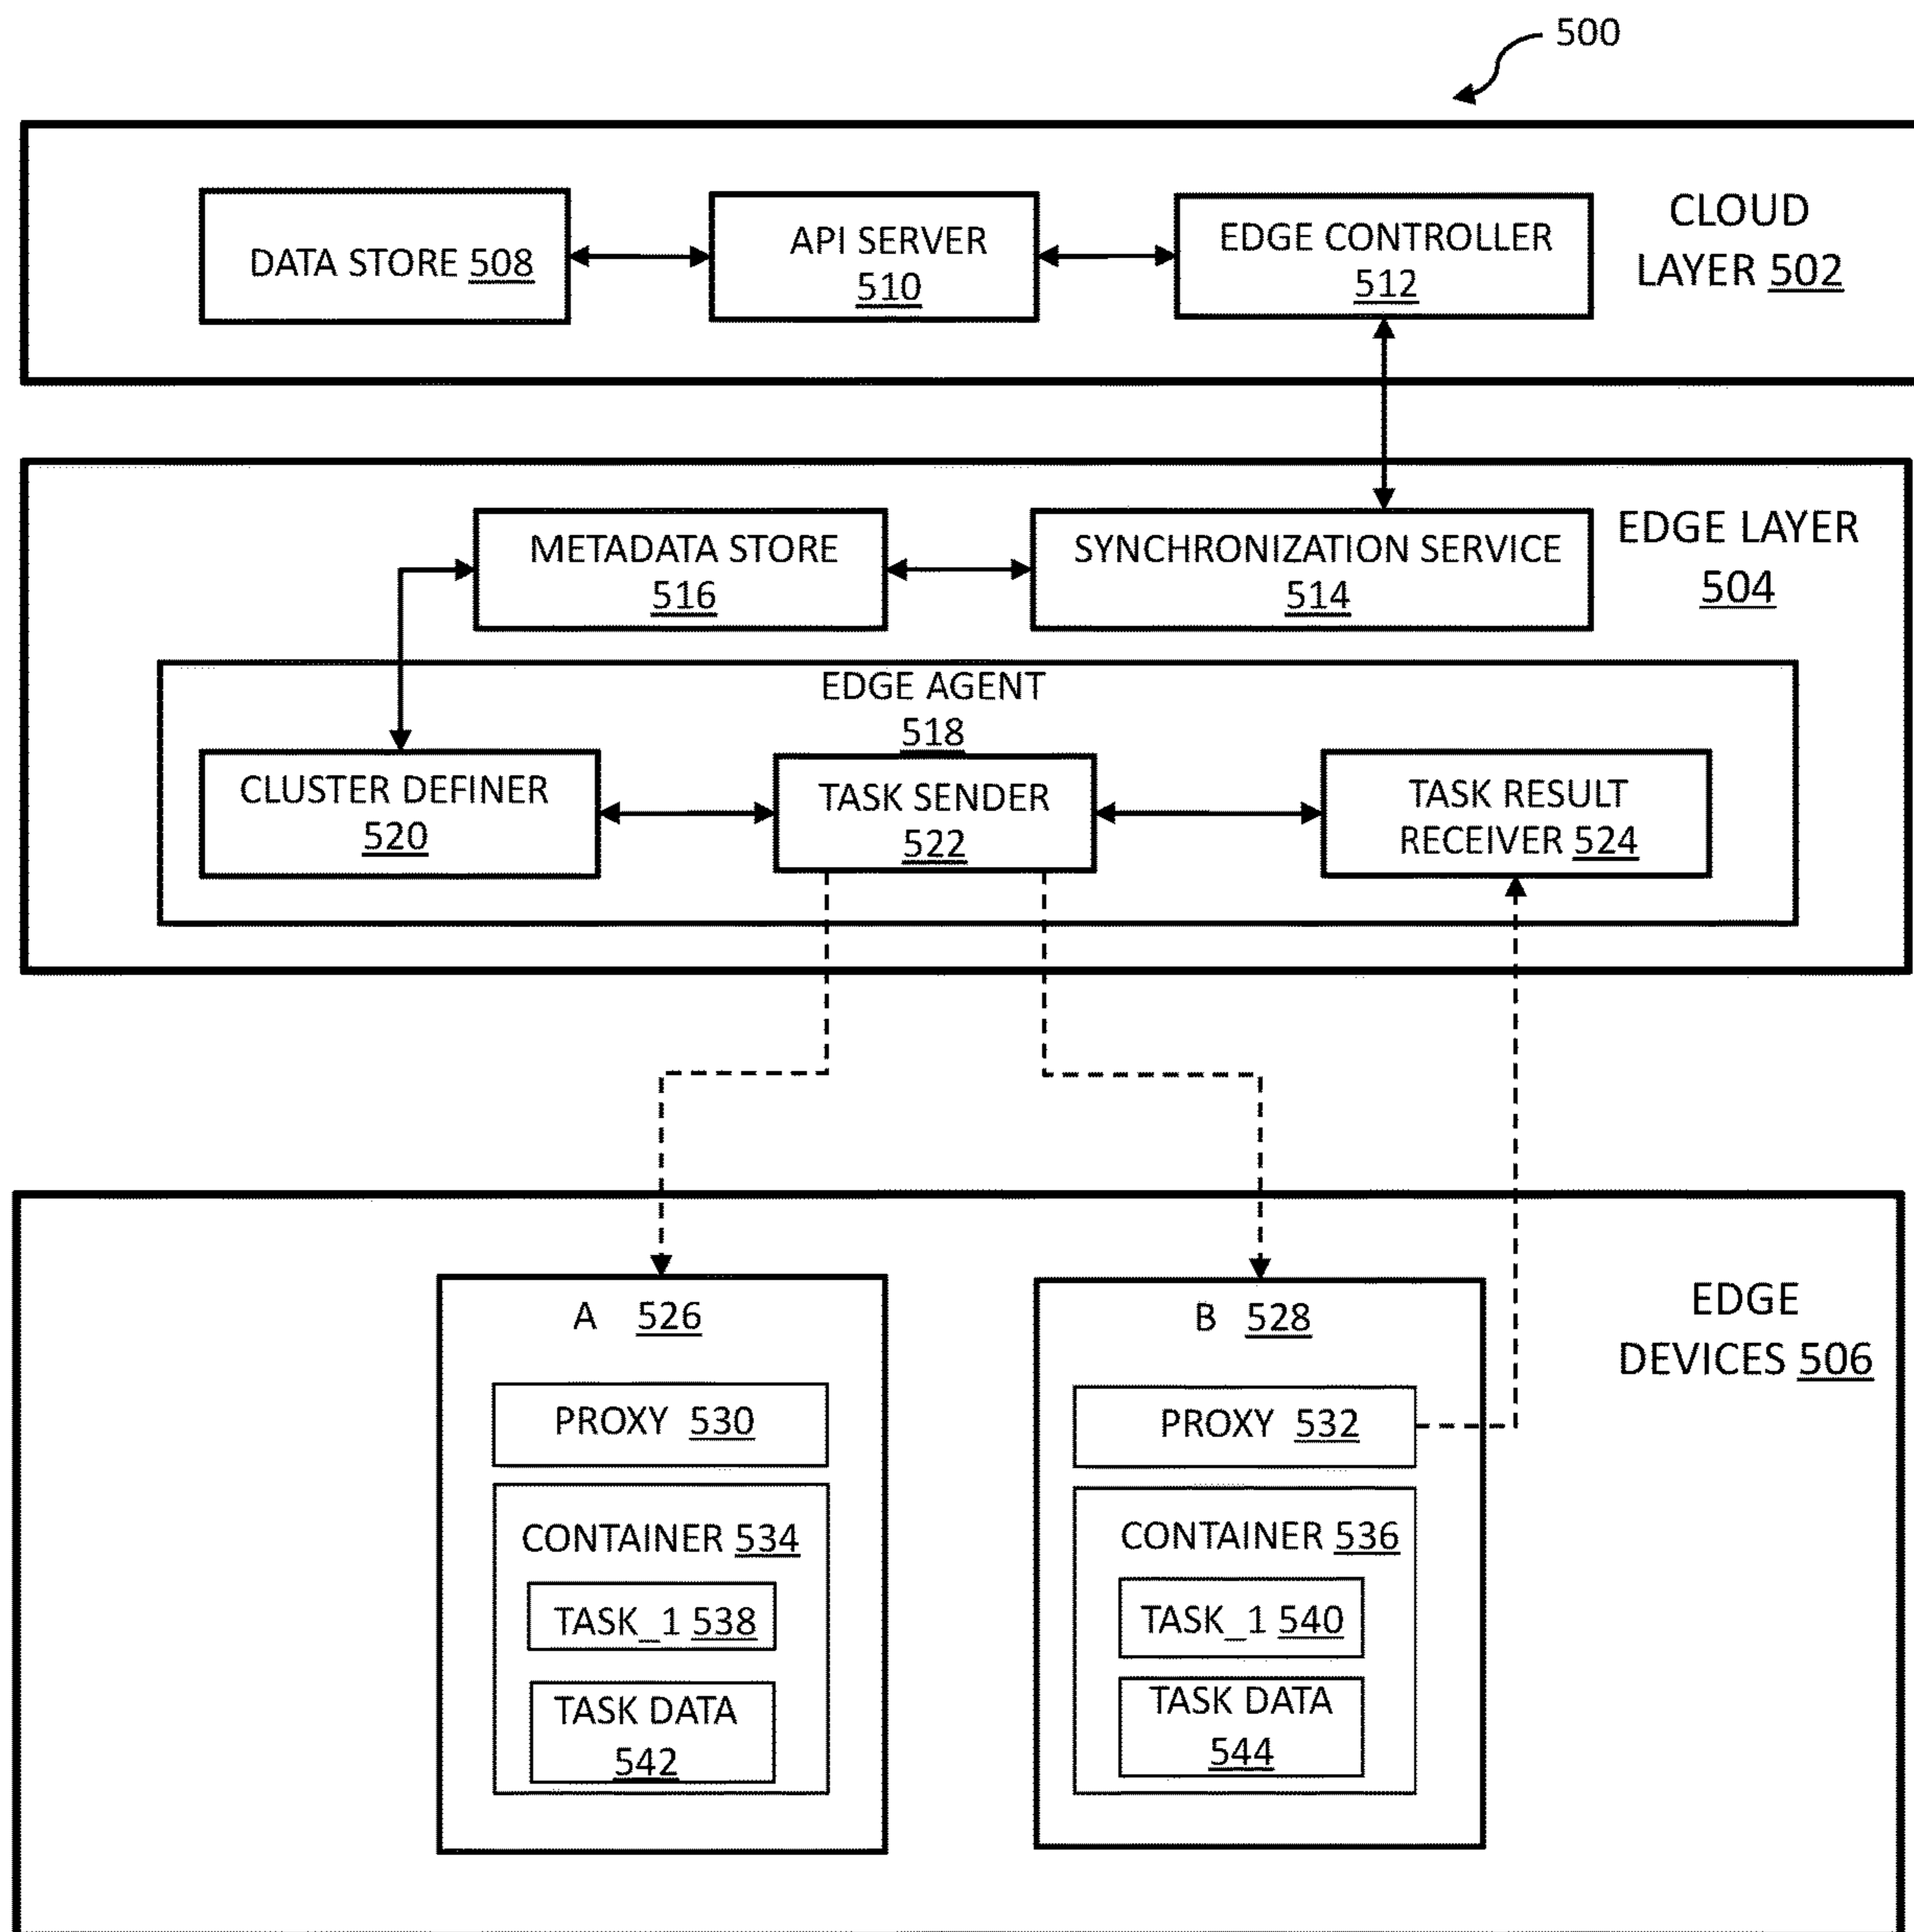 500
DATA STORE 508
API SERVER
510
EDGE CONTROLLER
512
CLOUD
LAYER 502
METADATA STORE
516
SYNCHRONIZATION SERVICE
514
EDGE LAYER
504
EDGE AGENT
518
CLUSTER DEFINER
520
TASK SENDER
522
TASK RESULT
RECEIVER 524
A 526
PROXY 530
CONTAINER 534
TASK_1 538
TASK DATA
542
B 528
PROXY 532
CONTAINER 536
TASK_1 540
TASK DATA
544
EDGE
DEVICES 506